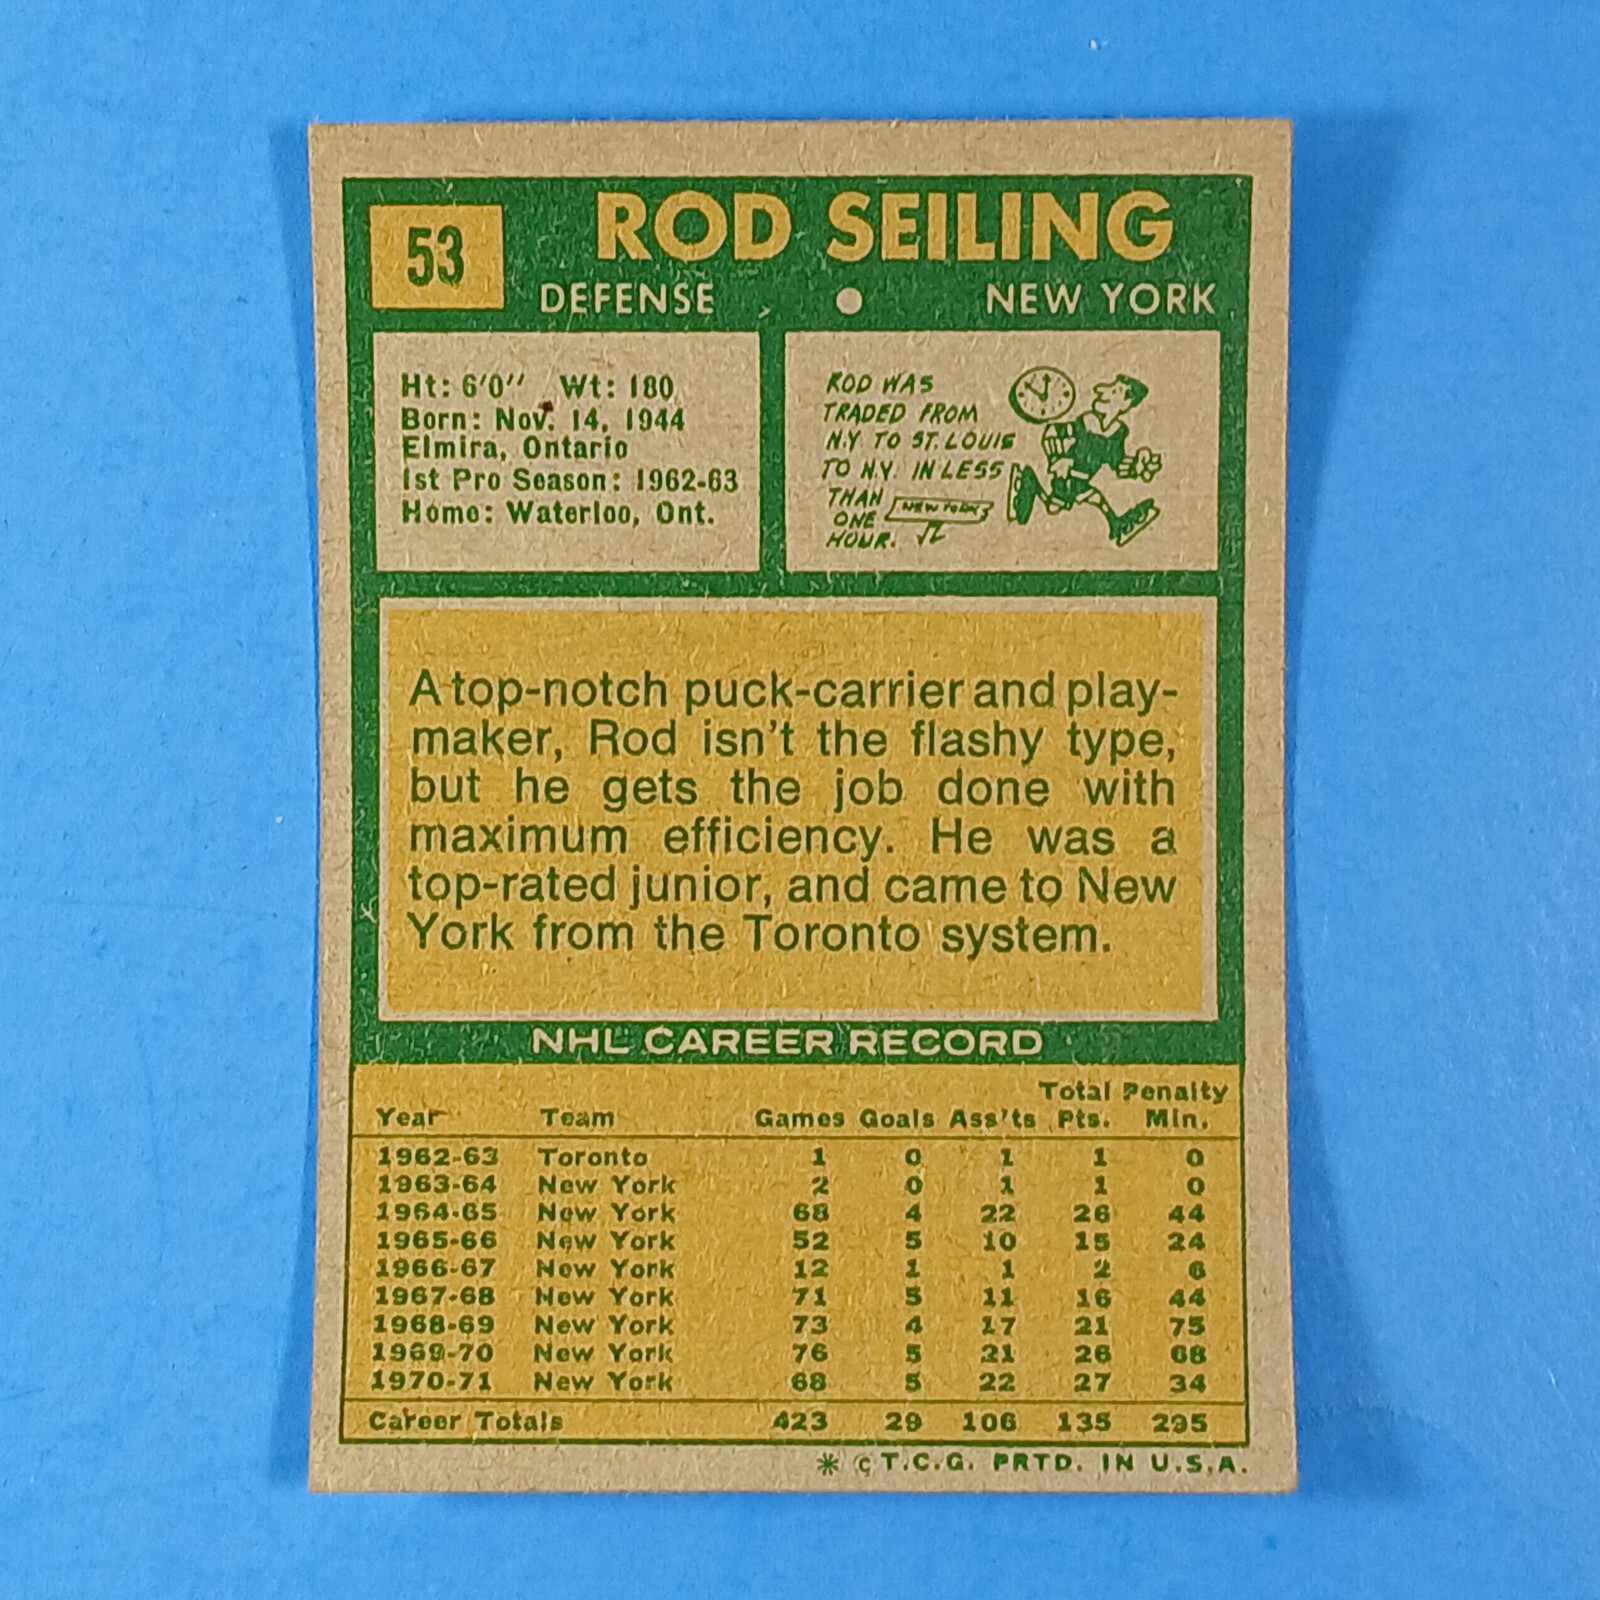 53
ROD SEILING
DEFENSE • NEW YORK
Ht: 6'0" Wt: 180
Born: Nov. 14, 1944
Elmira, Ontario
1st Pro Season: 1962-63
Home: Waterloo, Ont.
ROD WAS
TRADED FROM
N.Y. TO ST. LOUIS
TO N.Y. IN LESS
THAN
ONE
HOUR.
NEW YORK
A top-notch puck-carrier and play-
maker, Rod isn't the flashy type,
but he gets the job done with
maximum efficiency. He was a
top-rated junior, and came to New
York from the Toronto system.
NHL CAREER RECORD
Year Team Games Goals Ass'ts Total Pts. Penalty Min.
1962-63 Toronto 1 0 1 1 0
1963-64 New York 2 0 1 1 0
1964-65 New York 68 4 22 26 44
1965-66 New York 52 5 10 15 24
1966-67 New York 12 1 1 2 6
1967-68 New York 71 5 11 16 44
1968-69 New York 73 4 17 21 75
1969-70 New York 76 5 21 26 68
1970-71 New York 68 5 22 27 34
Career Totals 423 29 106 135 295
* © T.C.G. PRTD. IN U.S.A.